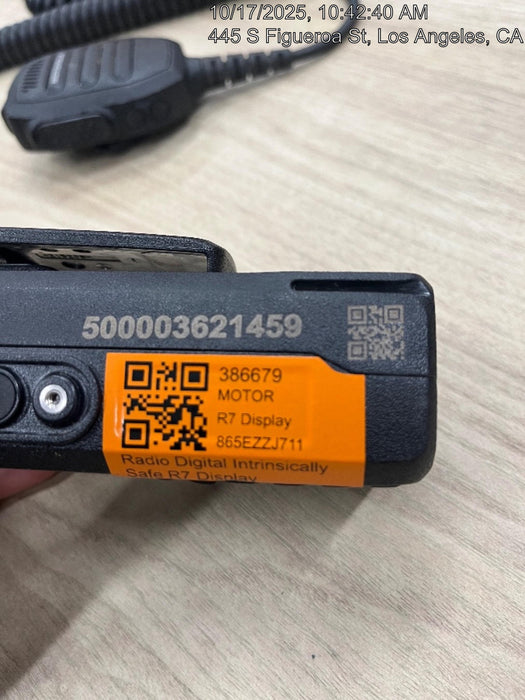 10/17/2025, 10:42:40 AM
445 S Figueroa St, Los Angeles, CA
500003621459
386679
MOTOR
R7 Display
865EZZJ711
Radio Digital Intrinsically
Safe R7 Display